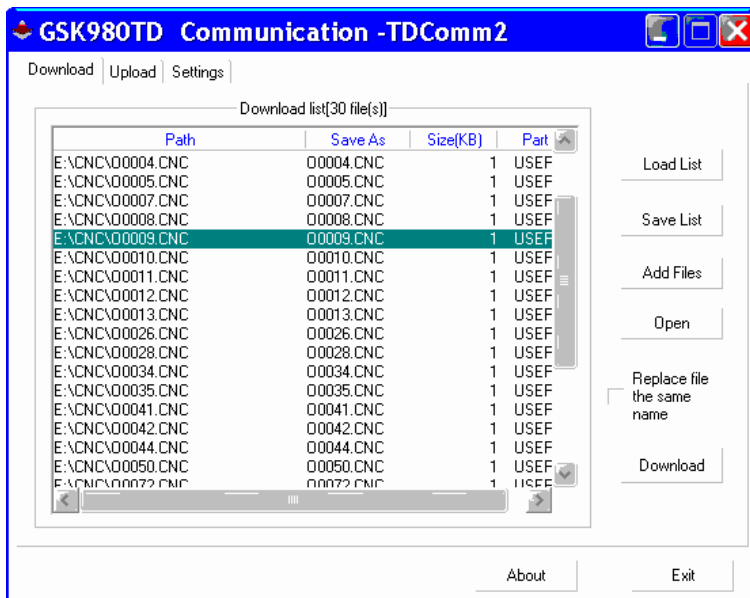 GSK980TD Communication -TDComm2
Download Upload Settings
Download list[30 file(s)]
Path Save As Size(KB) Part
E:\CNC\O0004.CNC O0004.CNC 1 USEF
E:\CNC\O0005.CNC O0005.CNC 1 USEF
E:\CNC\O0007.CNC O0007.CNC 1 USEF
E:\CNC\O0008.CNC O0008.CNC 1 USEF
E:\CNC\O0009.CNC O0009.CNC 1 USEF
E:\CNC\O0010.CNC O0010.CNC 1 USEF
E:\CNC\O0011.CNC O0011.CNC 1 USEF
E:\CNC\O0012.CNC O0012.CNC 1 USEF
E:\CNC\O0013.CNC O0013.CNC 1 USEF
E:\CNC\O0026.CNC O0026.CNC 1 USEF
E:\CNC\O0028.CNC O0028.CNC 1 USEF
E:\CNC\O0034.CNC O0034.CNC 1 USEF
E:\CNC\O0035.CNC O0035.CNC 1 USEF
E:\CNC\O0041.CNC O0041.CNC 1 USEF
E:\CNC\O0042.CNC O0042.CNC 1 USEF
E:\CNC\O0044.CNC O0044.CNC 1 USEF
E:\CNC\O0050.CNC O0050.CNC 1 USEF
E:\CNC\O0072.CNC O0072.CNC 1 USEF
Load List
Save List
Add Files
Open
Replace file
the same
name
Download
About Exit